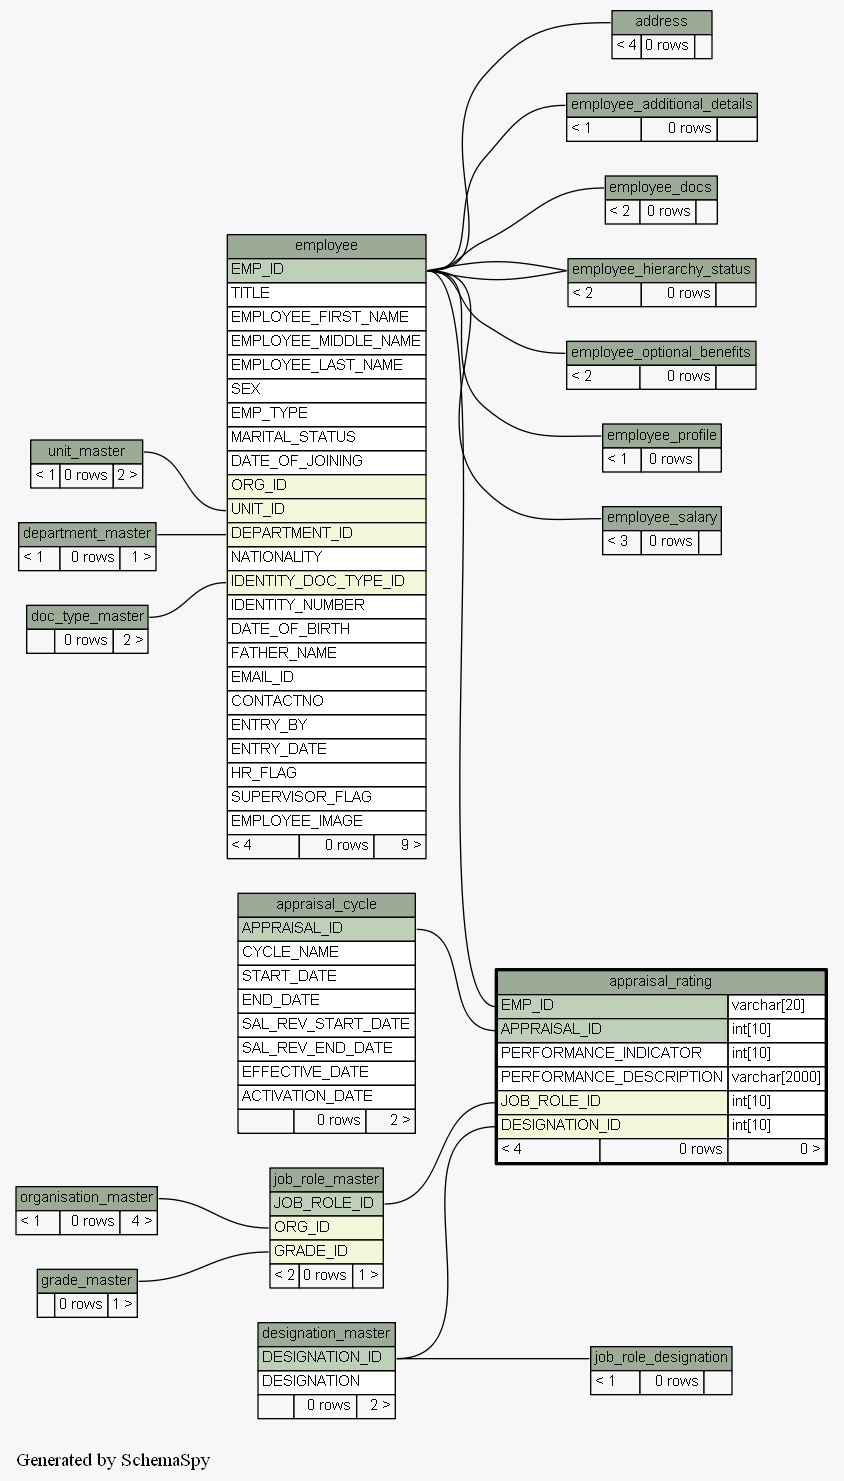 address
< 4 0 rows
employee_additional_details
< 1 0 rows
employee_docs
< 2 0 rows
employee_hierarchy_status
< 2 0 rows
employee_optional_benefits
< 2 0 rows
employee_profile
< 1 0 rows
employee_salary
< 3 0 rows
employee
EMP_ID
TITLE
EMPLOYEE_FIRST_NAME
EMPLOYEE_MIDDLE_NAME
EMPLOYEE_LAST_NAME
SEX
EMP_TYPE
MARITAL_STATUS
DATE_OF_JOINING
ORG_ID
UNIT_ID
DEPARTMENT_ID
NATIONALITY
IDENTITY_DOC_TYPE_ID
IDENTITY_NUMBER
DATE_OF_BIRTH
FATHER_NAME
EMAIL_ID
CONTACTNO
ENTRY_BY
ENTRY_DATE
HR_FLAG
SUPERVISOR_FLAG
EMPLOYEE_IMAGE
< 4 0 rows 9 >
unit_master
< 1 0 rows 2 >
department_master
< 1 0 rows 1 >
doc_type_master
0 rows 2 >
appraisal_cycle
APPRAISAL_ID
CYCLE_NAME
START_DATE
END_DATE
SAL_REV_START_DATE
SAL_REV_END_DATE
EFFECTIVE_DATE
ACTIVATION_DATE
0 rows 2 >
appraisal_rating
EMP_ID varchar[20]
APPRAISAL_ID int[10]
PERFORMANCE_INDICATOR int[10]
PERFORMANCE_DESCRIPTION varchar[2000]
JOB_ROLE_ID int[10]
DESIGNATION_ID int[10]
< 4 0 rows 0 >
job_role_master
JOB_ROLE_ID
ORG_ID
GRADE_ID
< 2 0 rows 1 >
organisation_master
< 1 0 rows 4 >
grade_master
0 rows 1 >
designation_master
DESIGNATION_ID
DESIGNATION
0 rows 2 >
job_role_designation
< 1 0 rows
Generated by SchemaSpy